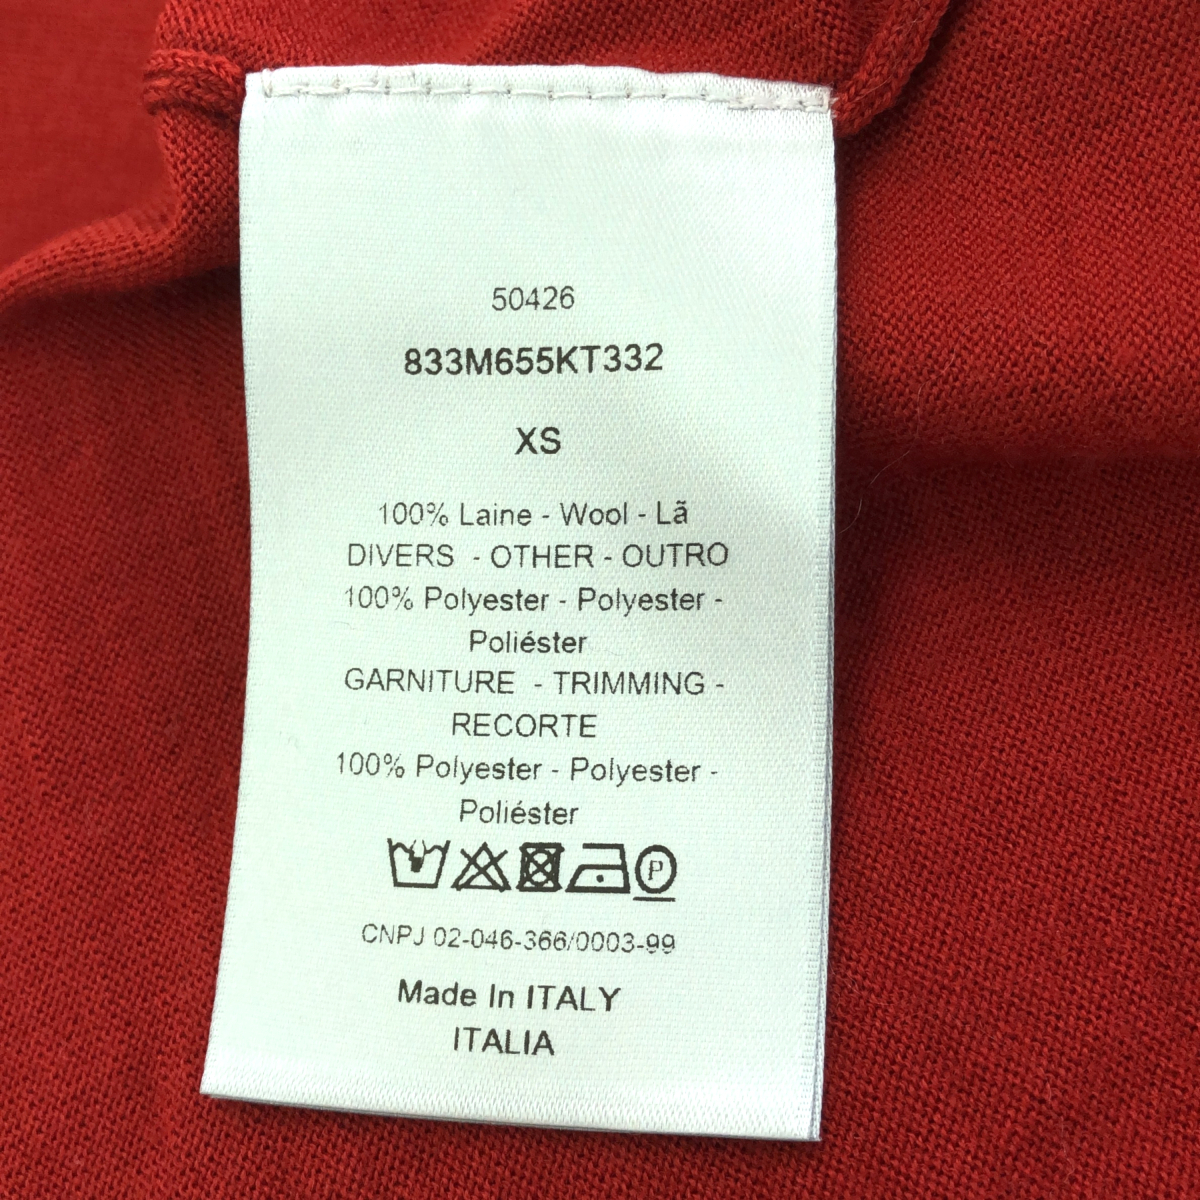 50426
833M655KT332
XS
100% Laine - Wool - Lã
DIVERS - OTHER - OUTRO
100% Polyester - Polyester -
Poliéster
GARNITURE - TRIMMING -
RECORTE
100% Polyester - Polyester -
Poliéster
P
CNPJ 02-046-366/0003-99
Made In ITALY
ITALIA